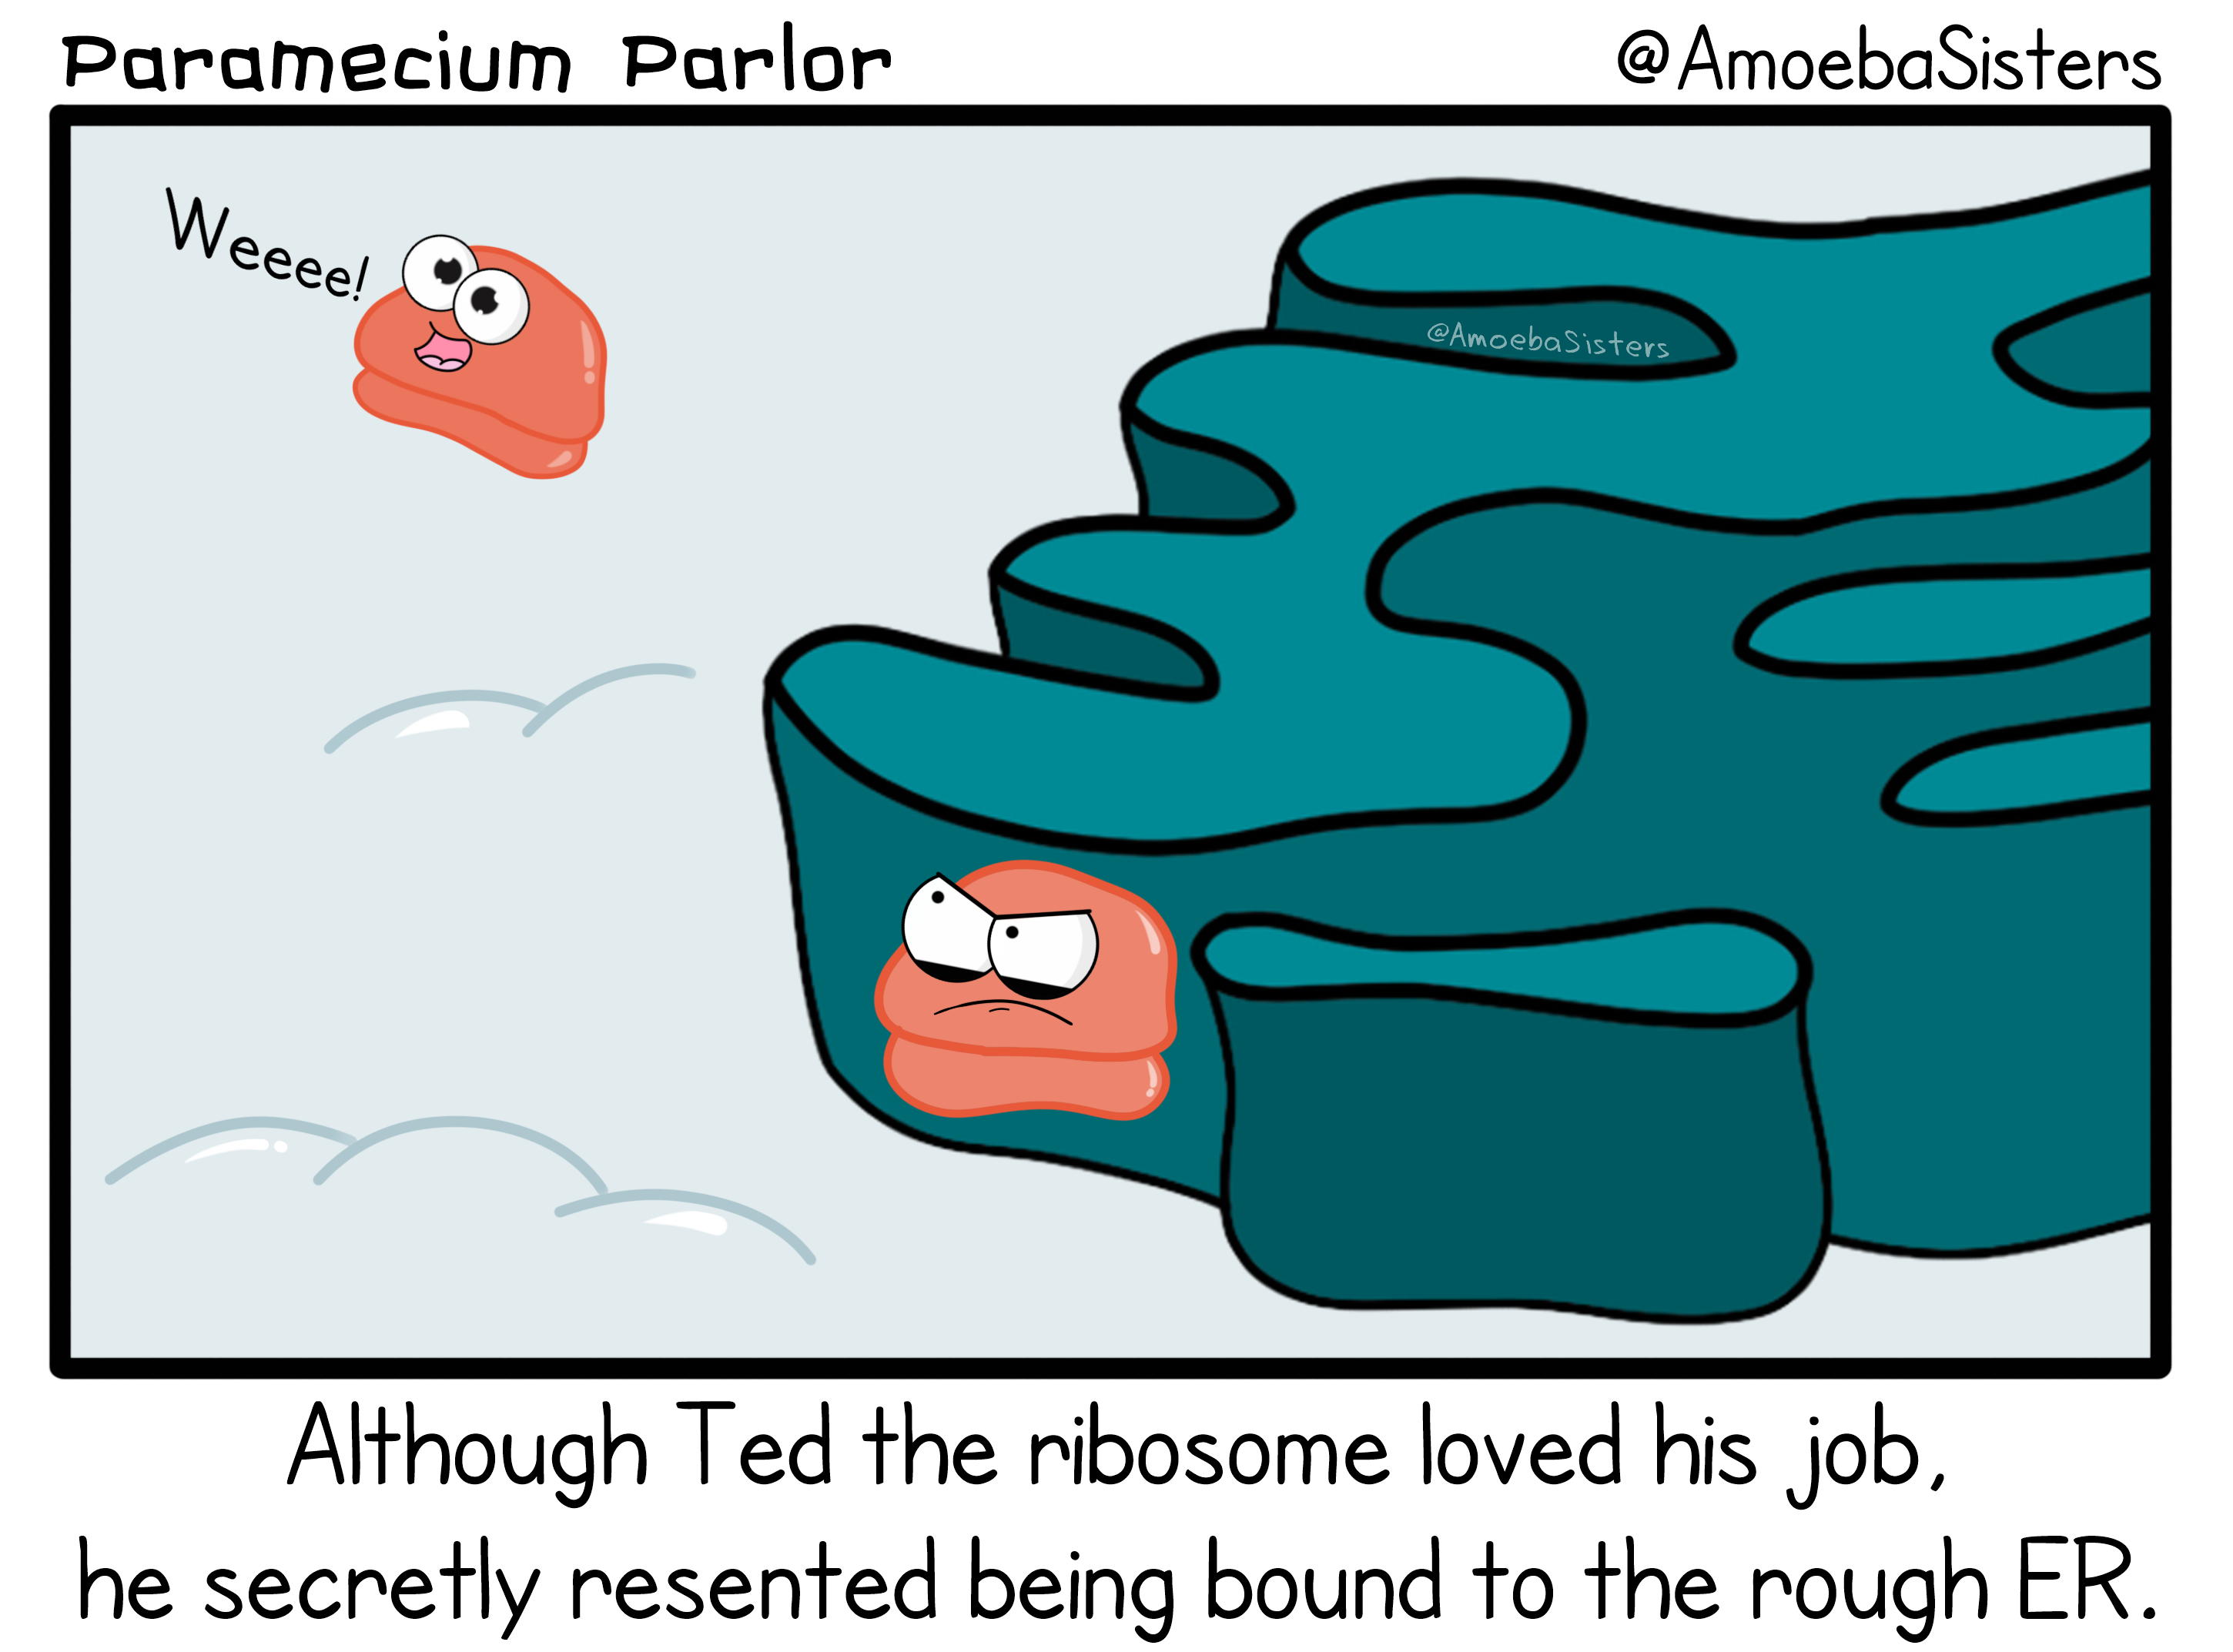 Paramecium Parlor
@AmoebaSisters
Weeee!
@AmoebaSisters
Although Ted the ribosome loved his job,
he secretly resented being bound to the rough ER.